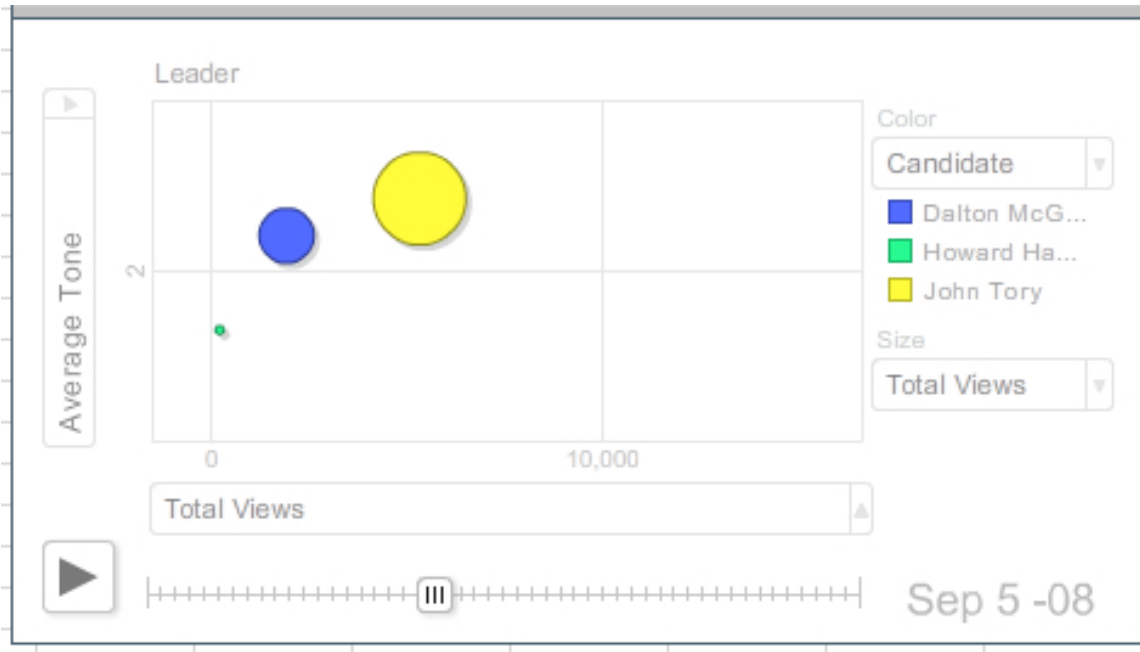 Leader
Average Tone
2
0
10,000
Total Views
Color
Candidate
Dalton McG...
Howard Ha...
John Tory
Size
Total Views
Sep 5 -08